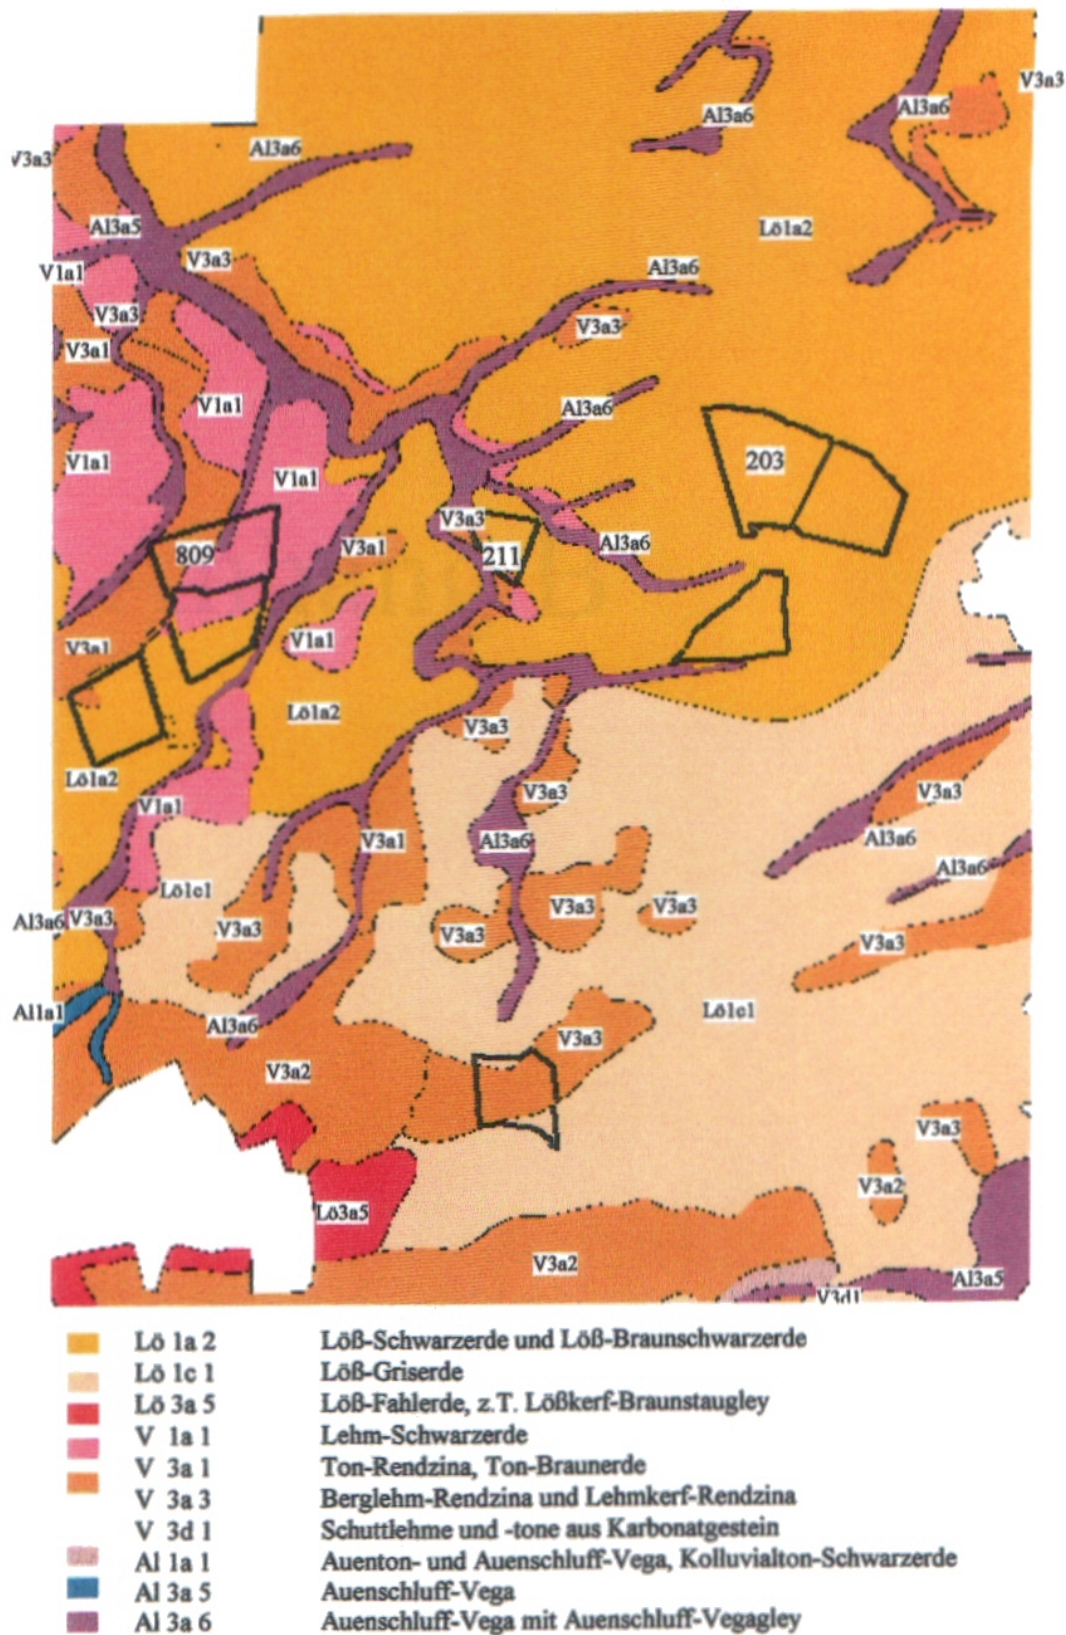 V3a3
Al3a6
Al3a6
V3a3
Al3a6
Al3a5
Lö1a2
V1a1
V3a3
Al3a6
V3a3
V3a3
V3a1
V1a1
Al3a6
V1a1
V1a1
203
V3a3
809
V3a1
211
Al3a6
V3a1
V1a1
Lö1a2
V3a3
Lö1a2
V1a1
V3a3
V3a3
V3a1
Al3a6
Al3a6
Al3a6
Lö1c1
Al3a6
V3a3
V3a3
V3a3
V3a3
V3a3
V3a3
Al1a1
Al3a6
Lö1c1
V3a3
V3a2
V3a3
V3a2
Lö3a5
V3a2
Al3a5
V3d1
Lö 1a 2 Löß-Schwarzerde und Löß-Braunschwarzerde
Lö 1c 1 Löß-Griserde
Lö 3a 5 Löß-Fahlerde, z.T. Lößkerf-Braunstaugley
V 1a 1 Lehm-Schwarzerde
V 3a 1 Ton-Rendzina, Ton-Braunerde
V 3a 3 Berglehm-Rendzina und Lehmkerf-Rendzina
V 3d 1 Schuttlehme und -tone aus Karbonatgestein
Al 1a 1 Auenton- und Auenschluff-Vega, Kolluvialton-Schwarzerde
Al 3a 5 Auenschluff-Vega
Al 3a 6 Auenschluff-Vega mit Auenschluff-Vegagley